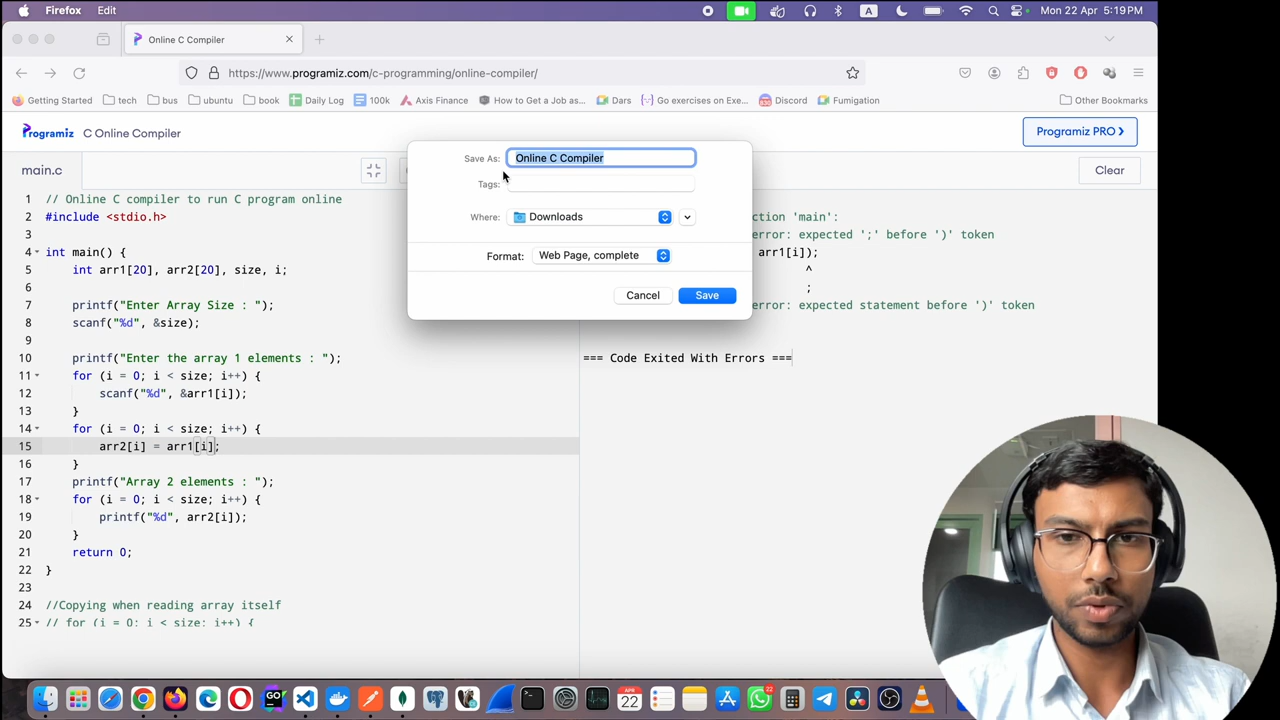 Firefox Edit A Mon 22 Apr 5:19 PM
Online C Compiler
https://www.programiz.com/c-programming/online-compiler/
Getting Started tech bus ubuntu book Daily Log 100k Axis Finance How to Get a Job as... Dars Go exercises on Exe... Discord Fumigation Other Bookmarks
Programiz C Online Compiler Programiz PRO
main.c Clear
Save As: Online C Compiler
Tags:
Where: Downloads
Format: Web Page, complete
Cancel Save
1 // Online C compiler to run C program online
2 #include <stdio.h>
3
4 int main() {
5 int arr1[20], arr2[20], size, i;
6
7 printf("Enter Array Size : ");
8 scanf("%d", &size);
9
10 printf("Enter the array 1 elements : ");
11 for (i = 0; i < size; i++) {
12 scanf("%d", &arr1[i]);
13 }
14 for (i = 0; i < size; i++) {
15 arr2[i] = arr1[i];
16 }
17 printf("Array 2 elements : ");
18 for (i = 0; i < size; i++) {
19 printf("%d", arr2[i]);
20 }
21 return 0;
22 }
23
24 //Copying when reading array itself
25 // for (i = 0; i < size; i++) {
ction 'main':
error: expected ';' before ')' token
arr1[i]);
^
;
error: expected statement before ')' token
=== Code Exited With Errors ===
GO
APR
22
22